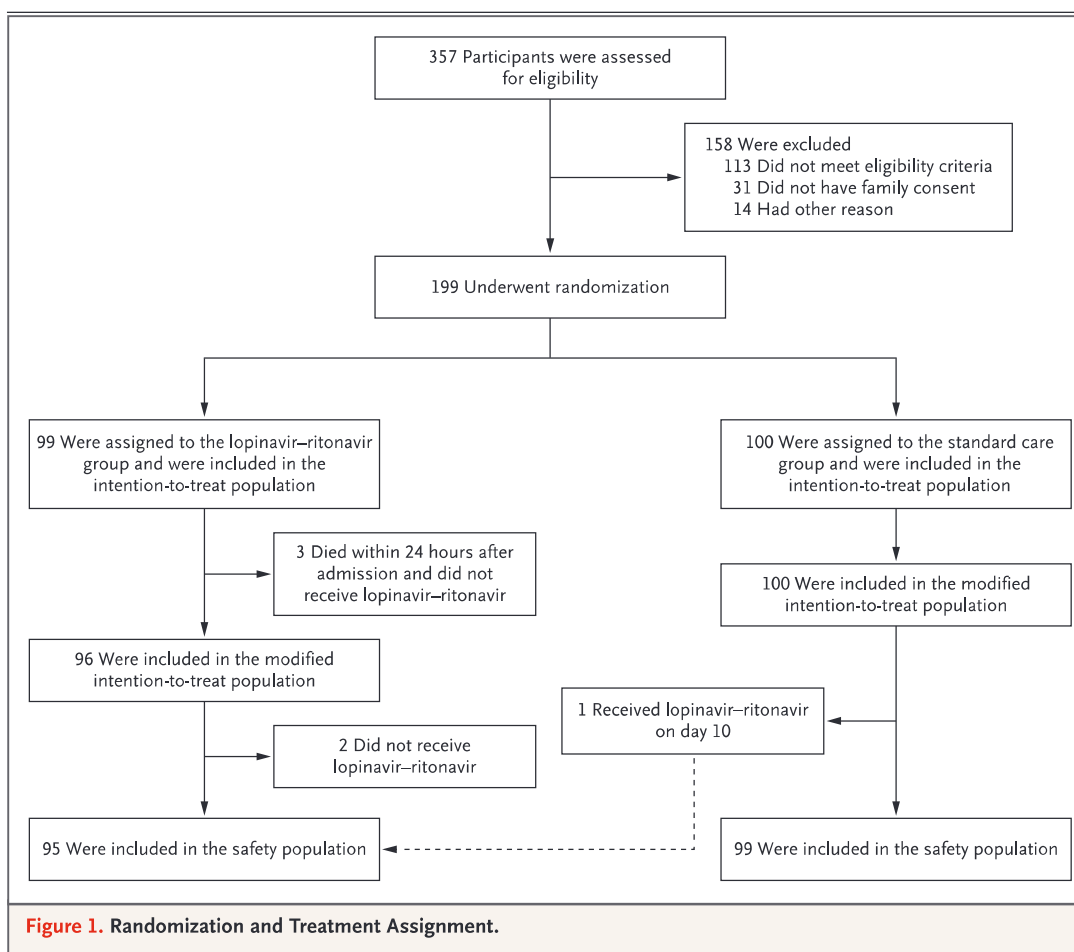 357 Participants were assessed
for eligibility
158 Were excluded
113 Did not meet eligibility criteria
31 Did not have family consent
14 Had other reason
199 Underwent randomization
99 Were assigned to the lopinavir–ritonavir
group and were included in the
intention-to-treat population
100 Were assigned to the standard care
group and were included in the
intention-to-treat population
3 Died within 24 hours after
admission and did not
receive lopinavir–ritonavir
100 Were included in the modified
intention-to-treat population
96 Were included in the modified
intention-to-treat population
1 Received lopinavir–ritonavir
on day 10
2 Did not receive
lopinavir–ritonavir
95 Were included in the safety population
99 Were included in the safety population
Figure 1. Randomization and Treatment Assignment.